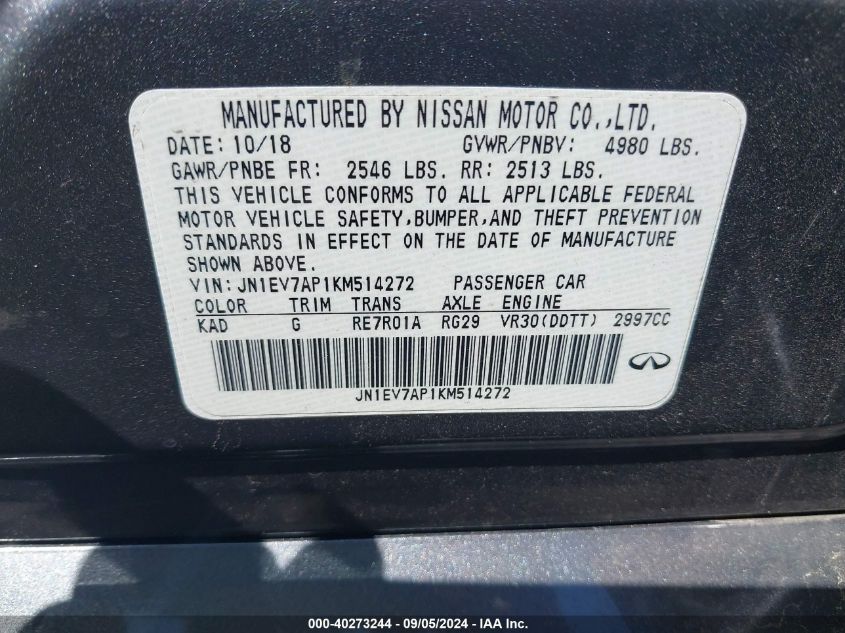 MANUFACTURED BY NISSAN MOTOR CO.,LTD.
DATE: 10/18 GVWR/PNBV: 4980 LBS.
GAWR/PNBE FR: 2546 LBS. RR: 2513 LBS.
THIS VEHICLE CONFORMS TO ALL APPLICABLE FEDERAL
MOTOR VEHICLE SAFETY,BUMPER,AND THEFT PREVENTION
STANDARDS IN EFFECT ON THE DATE OF MANUFACTURE
SHOWN ABOVE.
VIN: JN1EV7AP1KM514272 PASSENGER CAR
COLOR TRIM TRANS AXLE ENGINE
KAD G RE7R01A RG29 VR30(DDTT) 2997CC
JN1EV7AP1KM514272
000-40273244 - 09/05/2024 - IAA Inc.